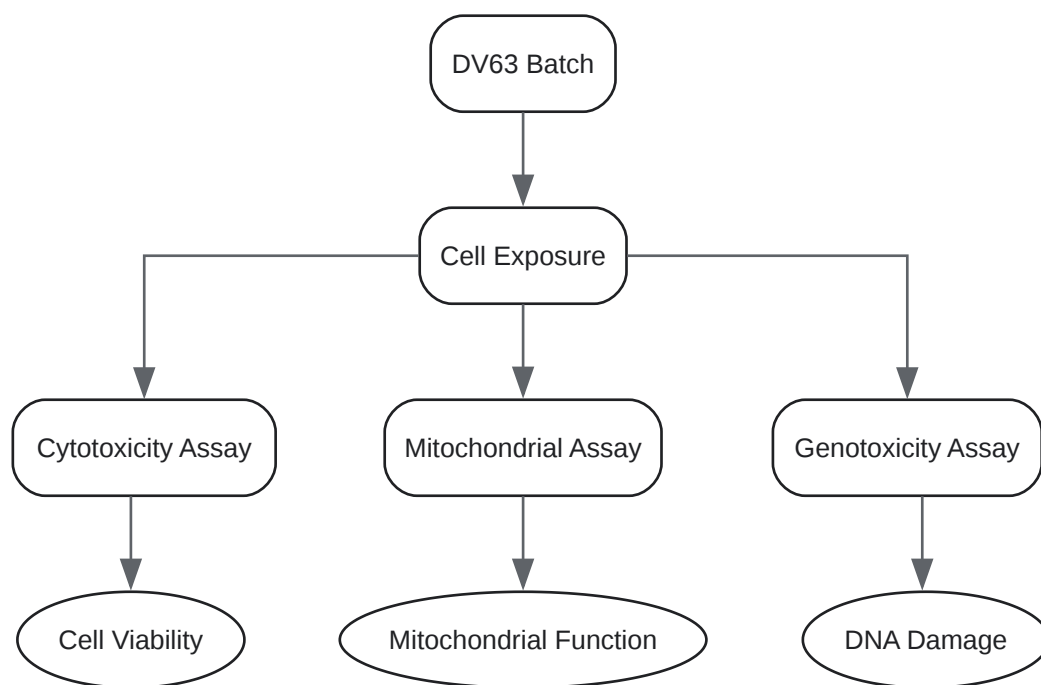 DV63 Batch
Cell Exposure
Cytotoxicity Assay
Mitochondrial Assay
Genotoxicity Assay
Cell Viability
Mitochondrial Function
DNA Damage